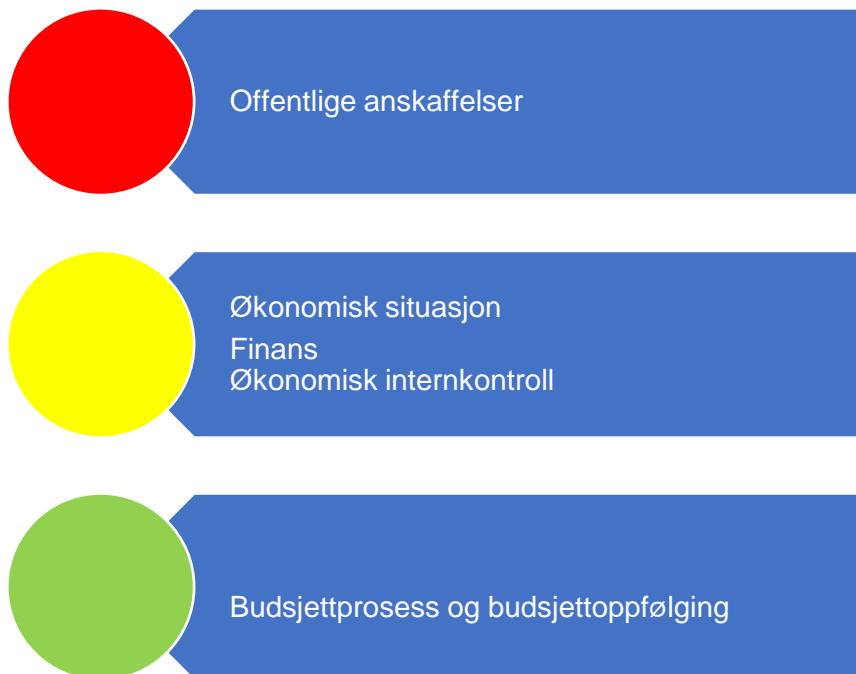 Offentlige anskaffelser
Økonomisk situasjon
Finans
Økonomisk internkontroll
Budsjettprosess og budsjettoppfølging